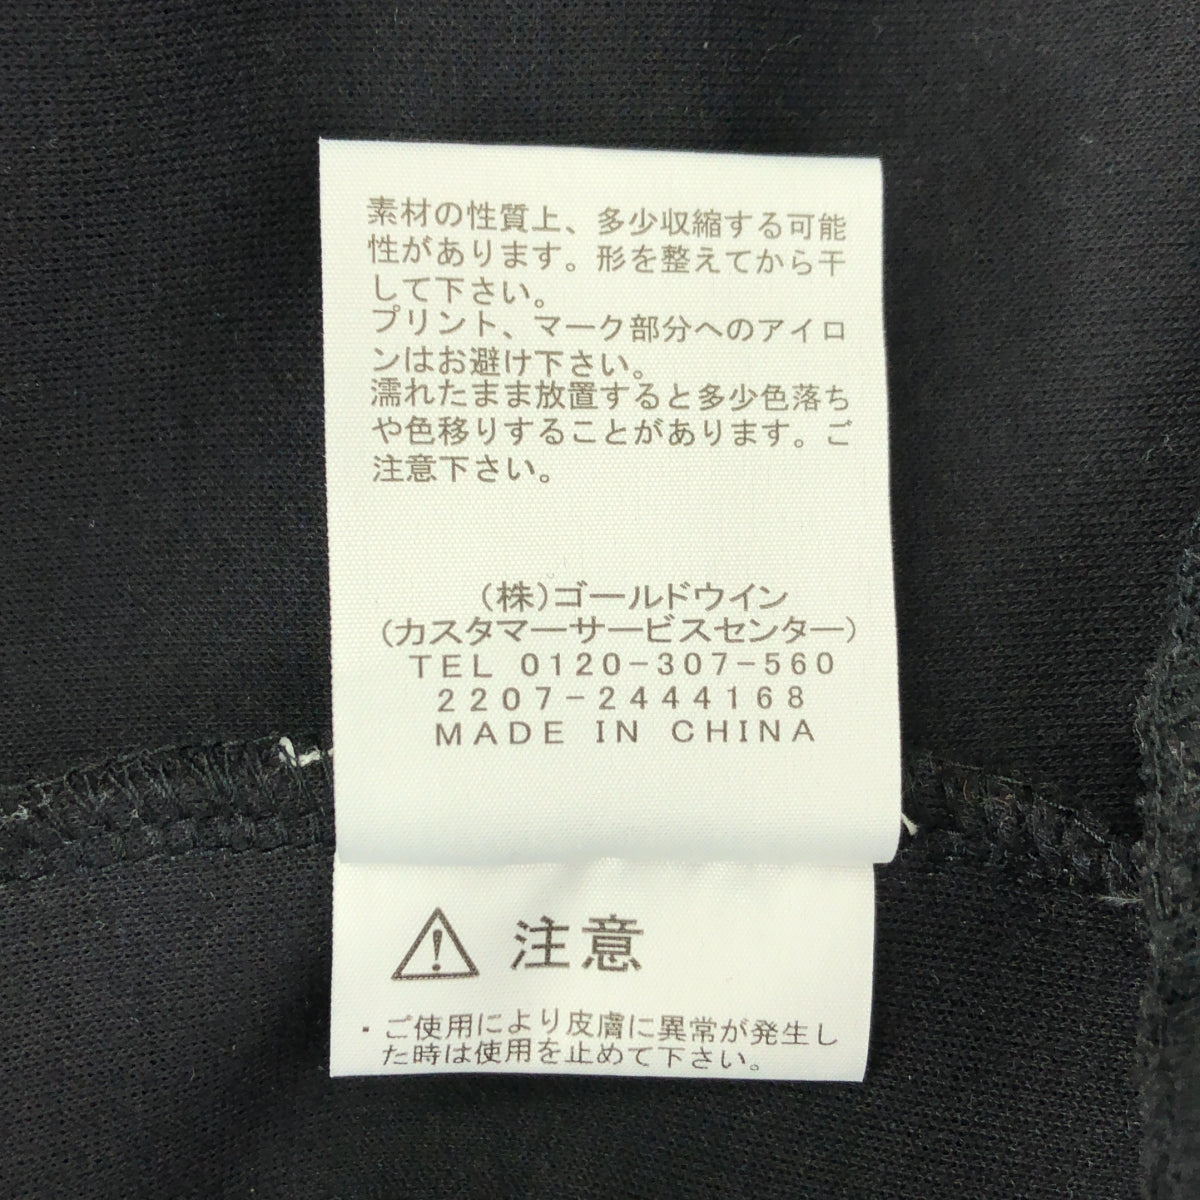 素材の性質上、多少収縮する可能
性があります。形を整えてから干
して下さい。
プリント、マーク部分へのアイロ
ンはお避け下さい。
濡れたまま放置すると多少色落ち
や色移りすることがあります。ご
注意下さい。
(株)ゴールドウイン
(カスタマーサービスセンター)
TEL 0120-307-560
2207-2444168
MADE IN CHINA
注意
・ご使用により皮膚に異常が発生し
た時は使用を止めて下さい。